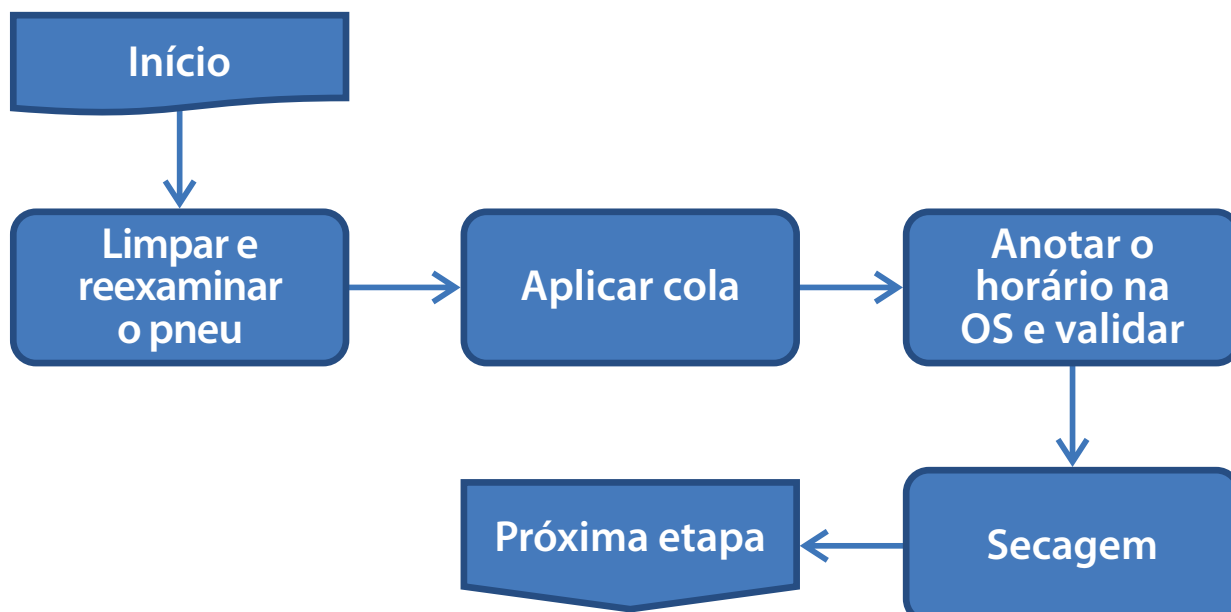 Início
Limpar e
reexaminar
o pneu
Aplicar cola
Anotar o
horário na
OS e validar
Secagem
Próxima etapa